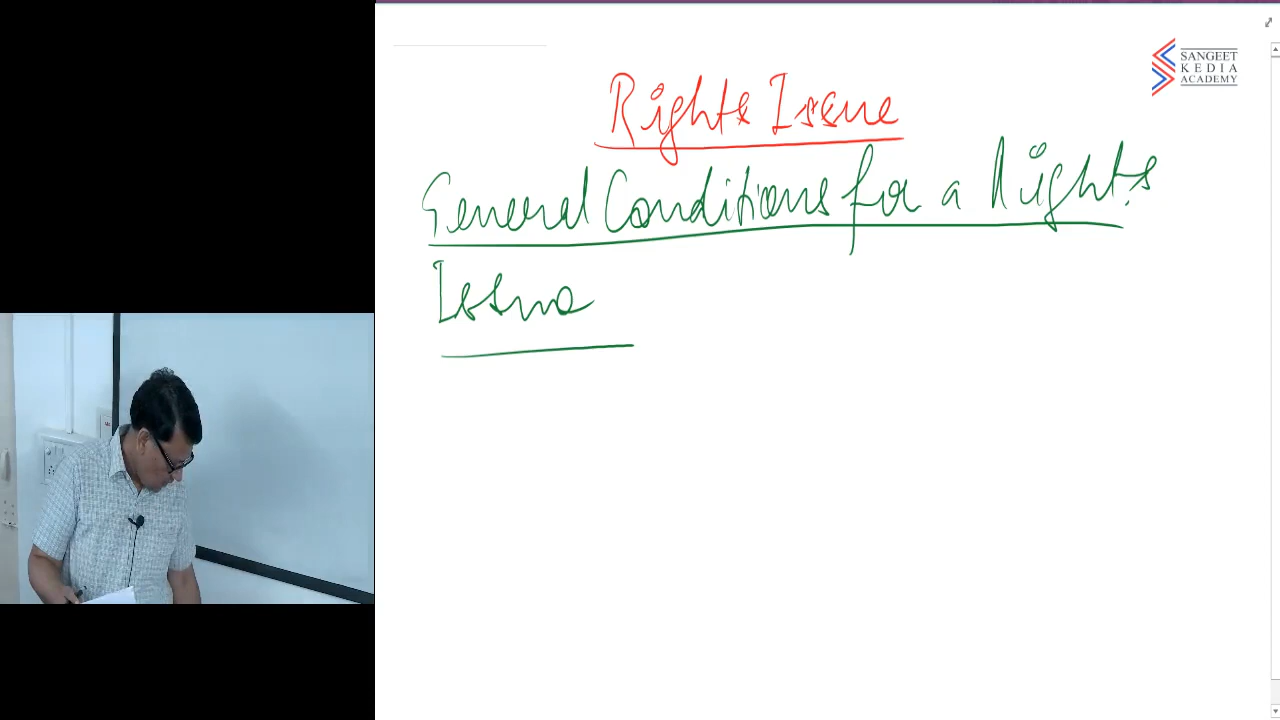 SANGEET
KEDIA
ACADEMY
Rights Issue
General Conditions for a Rights
Issue